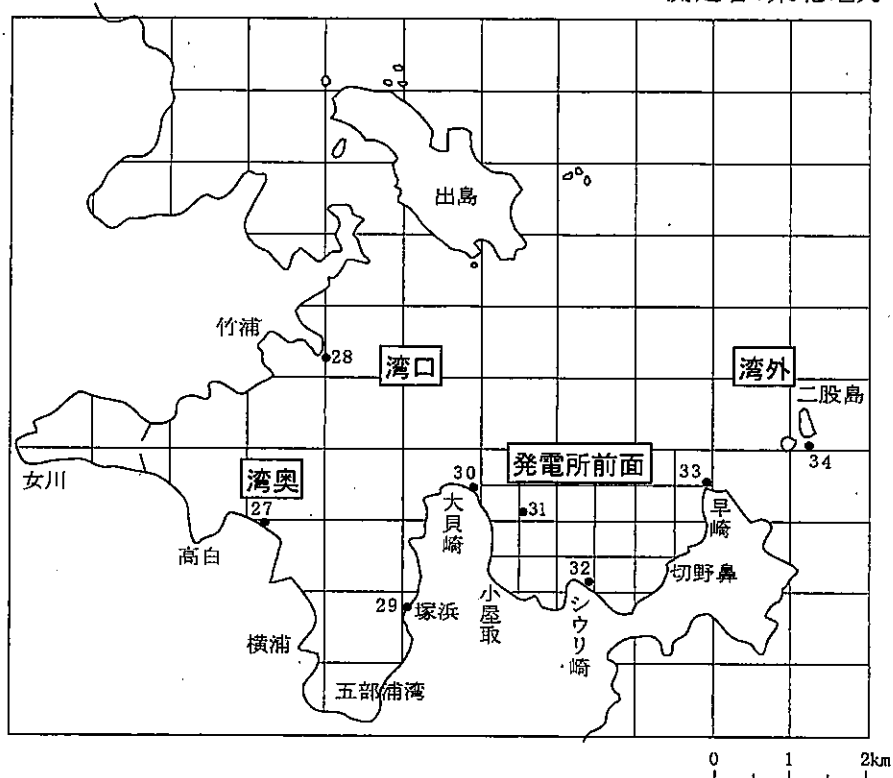 出島
竹浦
28
湾口
湾外
二股島
34
女川
湾奥
27
高白
30
大貝崎
発電所前面
31
33
早崎
32
切野鼻
29
塚浜
小屋取
シウリ崎
横浦
五部浦湾
0 1 2km